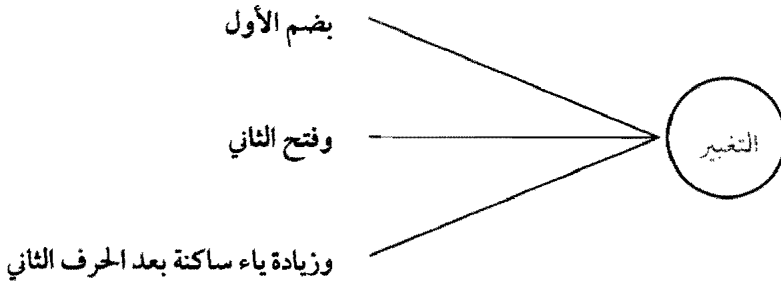 بضم الأول
التغيير
وفتح الثاني
وزيادة ياء ساكنة بعد الحرف الثاني